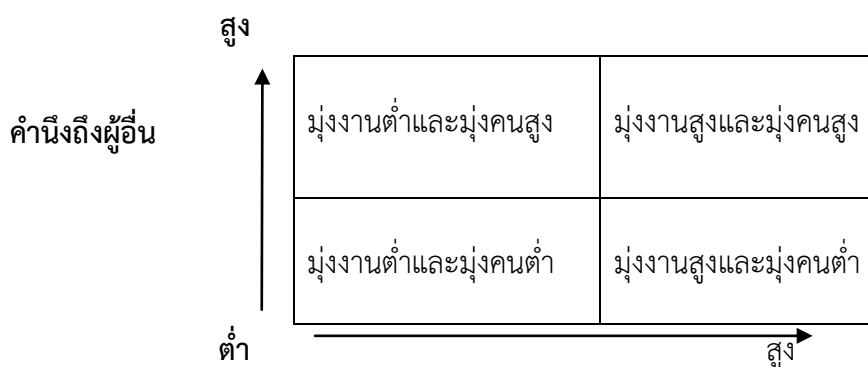 สูง
คำนึงถึงผู้อื่น
มุ่งงานต่ำและมุ่งคนสูง
มุ่งงานสูงและมุ่งคนสูง
มุ่งงานต่ำและมุ่งคนต่ำ
มุ่งงานสูงและมุ่งคนต่ำ
ต่ำ
สูง